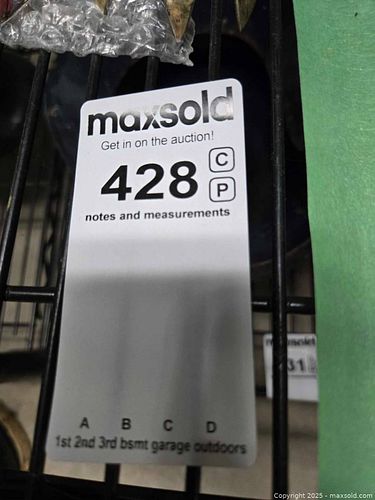 maxsold
Get in on the auction!
428
C
P
notes and measurements
A B C D
1st 2nd 3rd bsmt garage outdoors
31
Copyright 2025 - maxsold.com